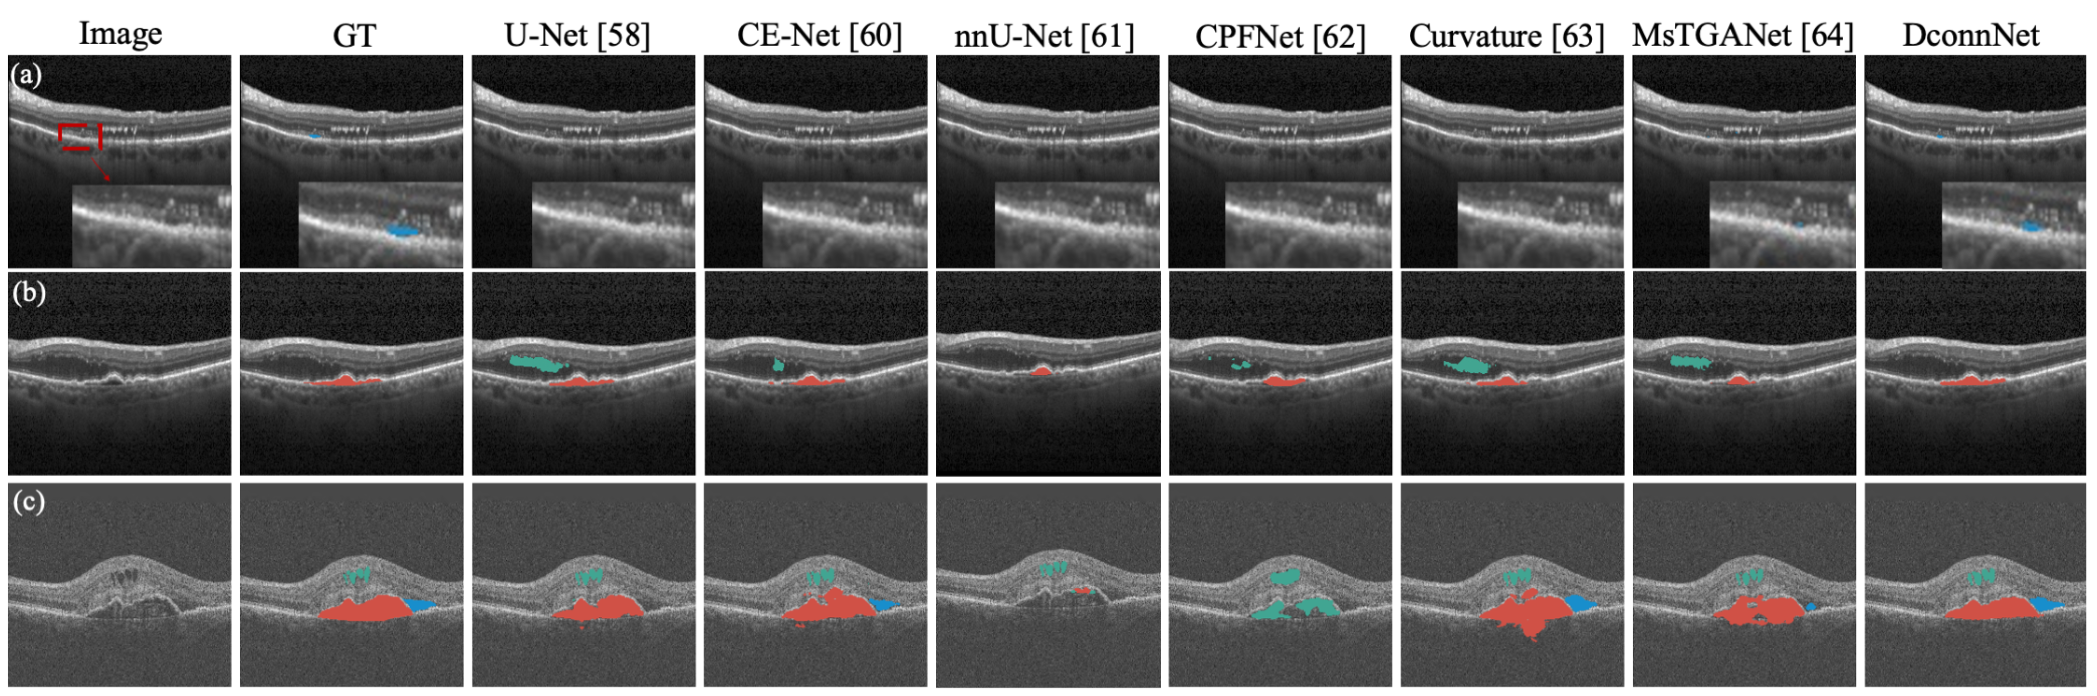 Image GT U-Net [58] CE-Net [60] nnU-Net [61] CPFNet [62] Curvature [63] MsTGANet [64] DconnNet
(a)
(b)
(c)